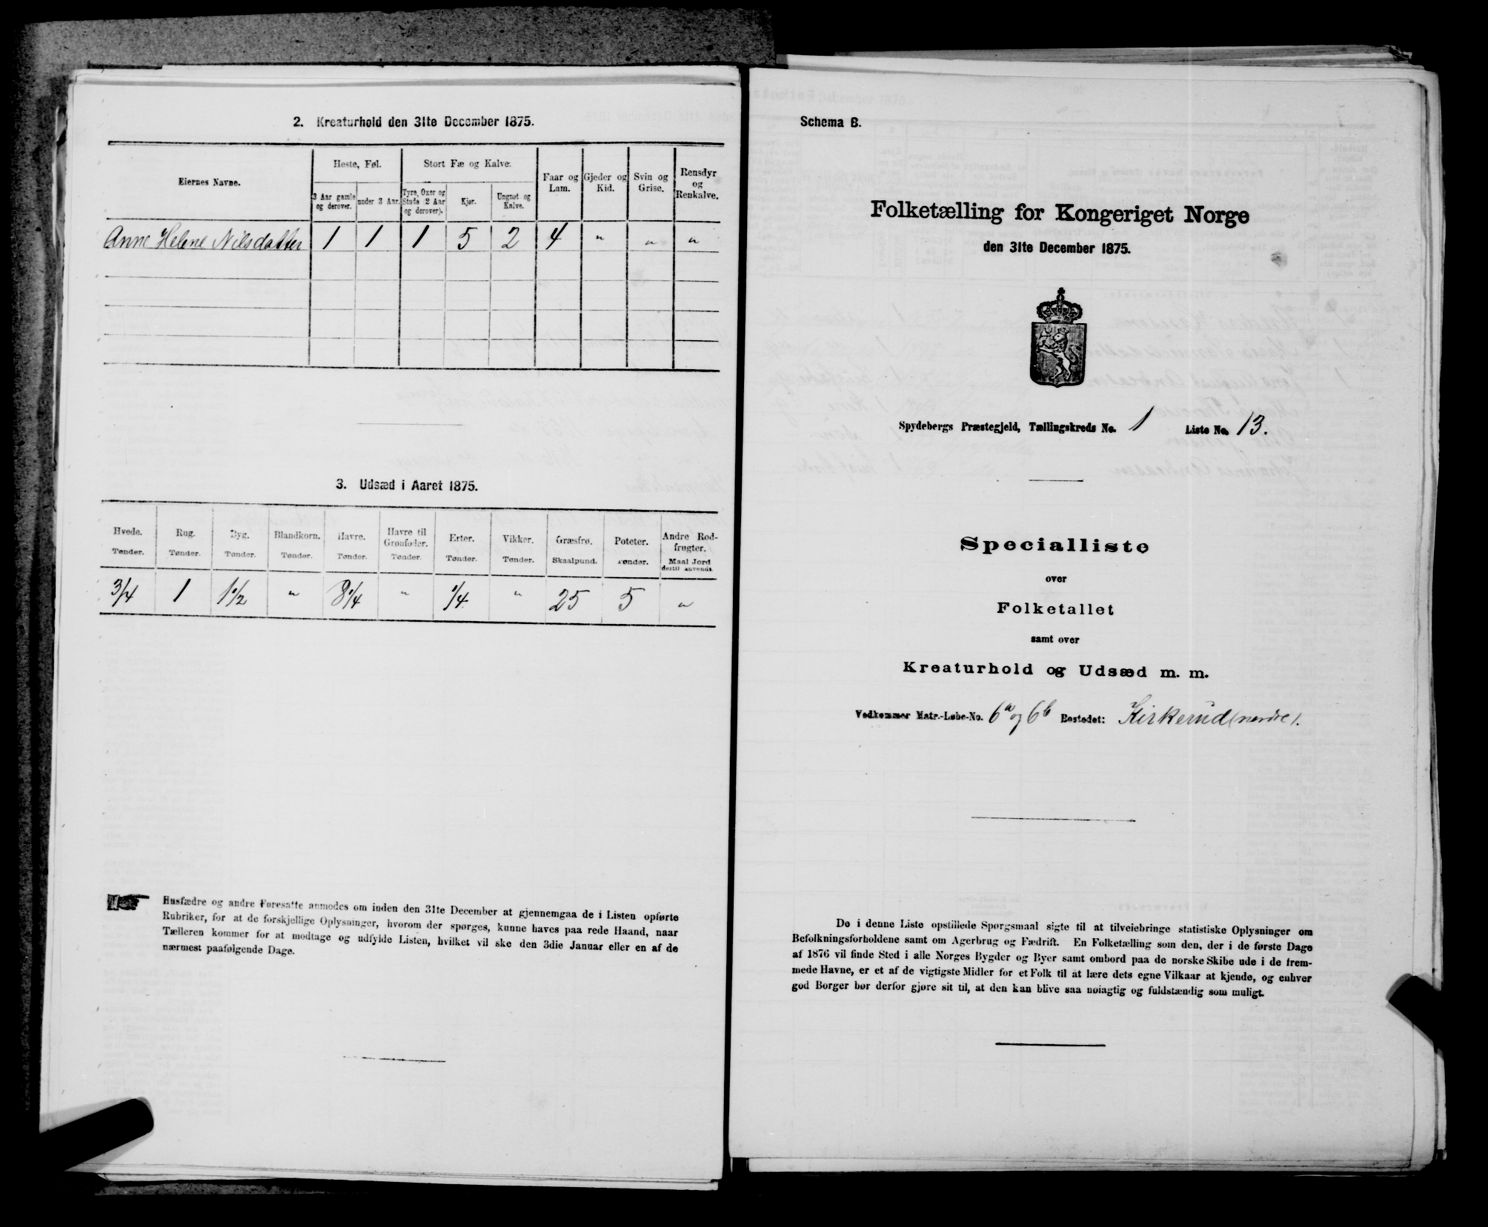 2. Kreaturhold den 31te December 1875.
Eiernes Navne.
Heste, Føl.
Stort Fæ og Kalve.
Faar og Lam.
Gjeder og Kid.
Svin og Grise.
Rensdyr og Renkalve.
3 Aar gamle og derover.
under 3 Aar.
Tyre, Oxer og Stude (2 Aar og derover).
Kjør.
Ungnøt og Kalve.
Anne Helene Nilsdatter 1 1 1 5 2 4 " " "
3. Udsæd i Aaret 1875.
Hvede. Rug. Byg. Blandkorn. Havre. Havre til Grønfoder. Erter. Vikker. Græsfrø. Poteter. Andre Rodfrugter.
Tønder. Tønder. Tønder. Tønder. Tønder. Tønder. Tønder. Tønder. Skaalpund. Tønder. Maal Jord dertil anvendt.
3/4 1 1 1/2 " 8 1/4 " 1/4 " 25 5 "
Husfædre og andre Foresatte anmodes om inden den 31te December at gjennemgaa de i Listen opførte
Rubriker, for at de forskjellige Oplysninger, hvorom der spørges, kunne haves paa rede Haand, naar
Tælleren kommer for at modtage og udfylde Listen, hvilket vil ske den 3die Januar eller en af de
nærmest paafølgende Dage.
Schema B.
Folketælling for Kongeriget Norge
den 31te December 1875.
Spydebergs Præstegjeld, Tællingskreds No. 1 Liste No. 13.
Specialliste
over
Folketallet
samt over
Kreaturhold og Udsæd m. m.
Vedkommer Matr.-Løbe-No. 6a og 6b Bostedet: Kirkerud (nordre).
De i denne Liste opstillede Spørgsmaal sigte til at tilveiebringe statistiske Oplysninger om
Befolkningsforholdene samt om Agerbrug og Fædrift. En Folketælling som den, der i de første Dage
af 1876 vil finde Sted i alle Norges Bygder og Byer samt ombord paa de norske Skibe ude i de frem-
mede Havne, er et af de vigtigste Midler for et Folk til at lære dets egne Vilkaar at kjende, og enhver
god Borger bør derfor gjøre sit til, at den kan blive saa nøiagtig og fuldstændig som muligt.